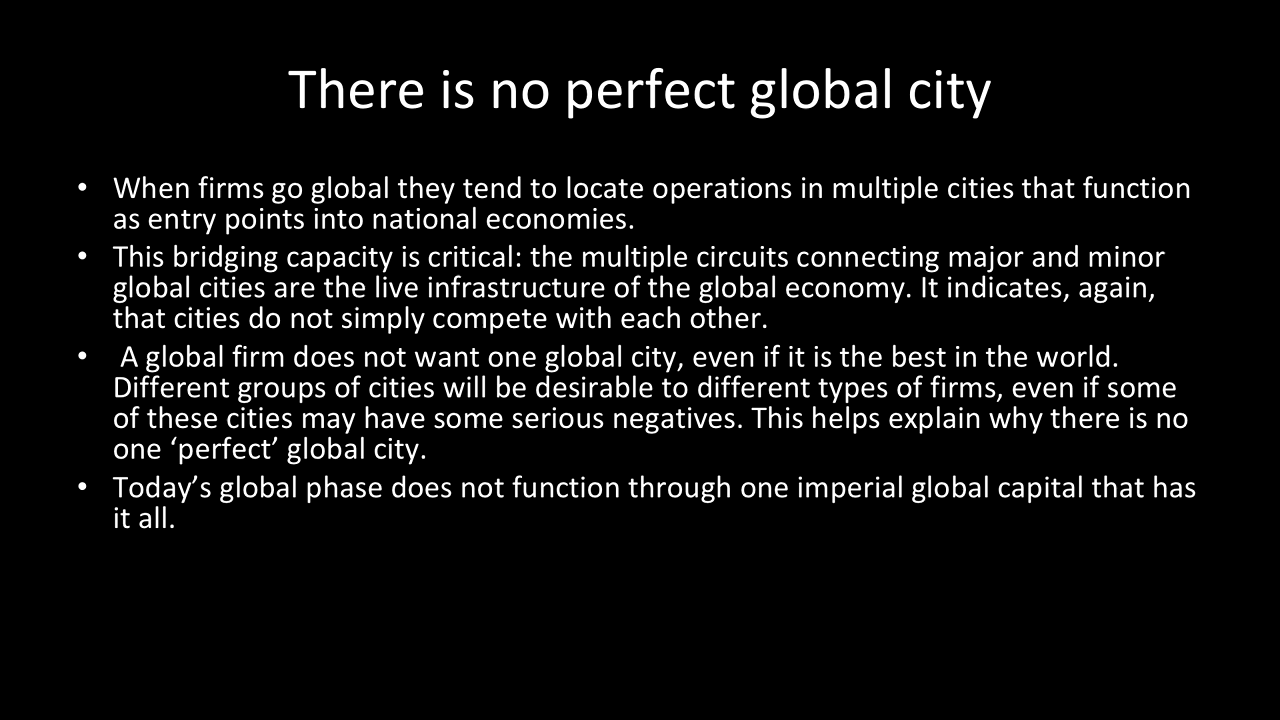 There is no perfect global city
• When firms go global they tend to locate operations in multiple cities that function
as entry points into national economies.
• This bridging capacity is critical: the multiple circuits connecting major and minor
global cities are the live infrastructure of the global economy. It indicates, again,
that cities do not simply compete with each other.
• A global firm does not want one global city, even if it is the best in the world.
Different groups of cities will be desirable to different types of firms, even if some
of these cities may have some serious negatives. This helps explain why there is no
one ‘perfect’ global city.
• Today’s global phase does not function through one imperial global capital that has
it all.